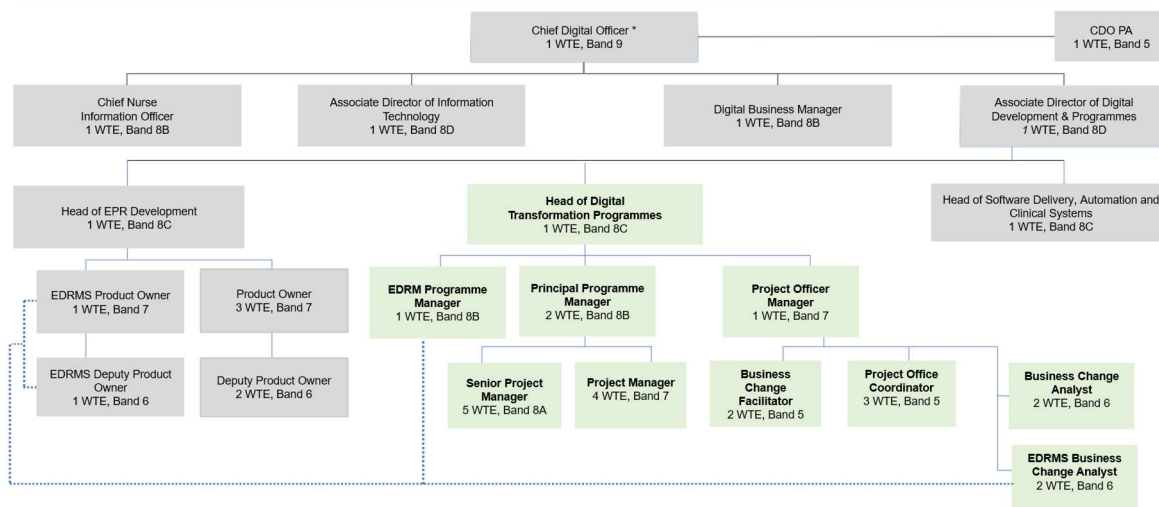 Chief Digital Officer *
1 WTE, Band 9
CDO PA
1 WTE, Band 5
Chief Nurse
Information Officer
1 WTE, Band 8B
Associate Director of Information
Technology
1 WTE, Band 8D
Digital Business Manager
1 WTE, Band 8B
Associate Director of Digital
Development & Programmes
1 WTE, Band 8D
Head of EPR Development
1 WTE, Band 8C
Head of Digital
Transformation Programmes
1 WTE, Band 8C
Head of Software Delivery, Automation and
Clinical Systems
1 WTE, Band 8C
EDRMS Product Owner
1 WTE, Band 7
Product Owner
3 WTE, Band 7
EDRM Programme
Manager
1 WTE, Band 8B
Principal Programme
Manager
2 WTE, Band 8B
Project Officer
Manager
1 WTE, Band 7
EDRMS Deputy Product
Owner
1 WTE, Band 6
Deputy Product Owner
2 WTE, Band 6
Senior Project
Manager
5 WTE, Band 8A
Project Manager
4 WTE, Band 7
Business
Change
Facilitator
2 WTE, Band 5
Project Office
Coordinator
3 WTE, Band 5
Business Change
Analyst
2 WTE, Band 6
EDRMS Business
Change Analyst
2 WTE, Band 6